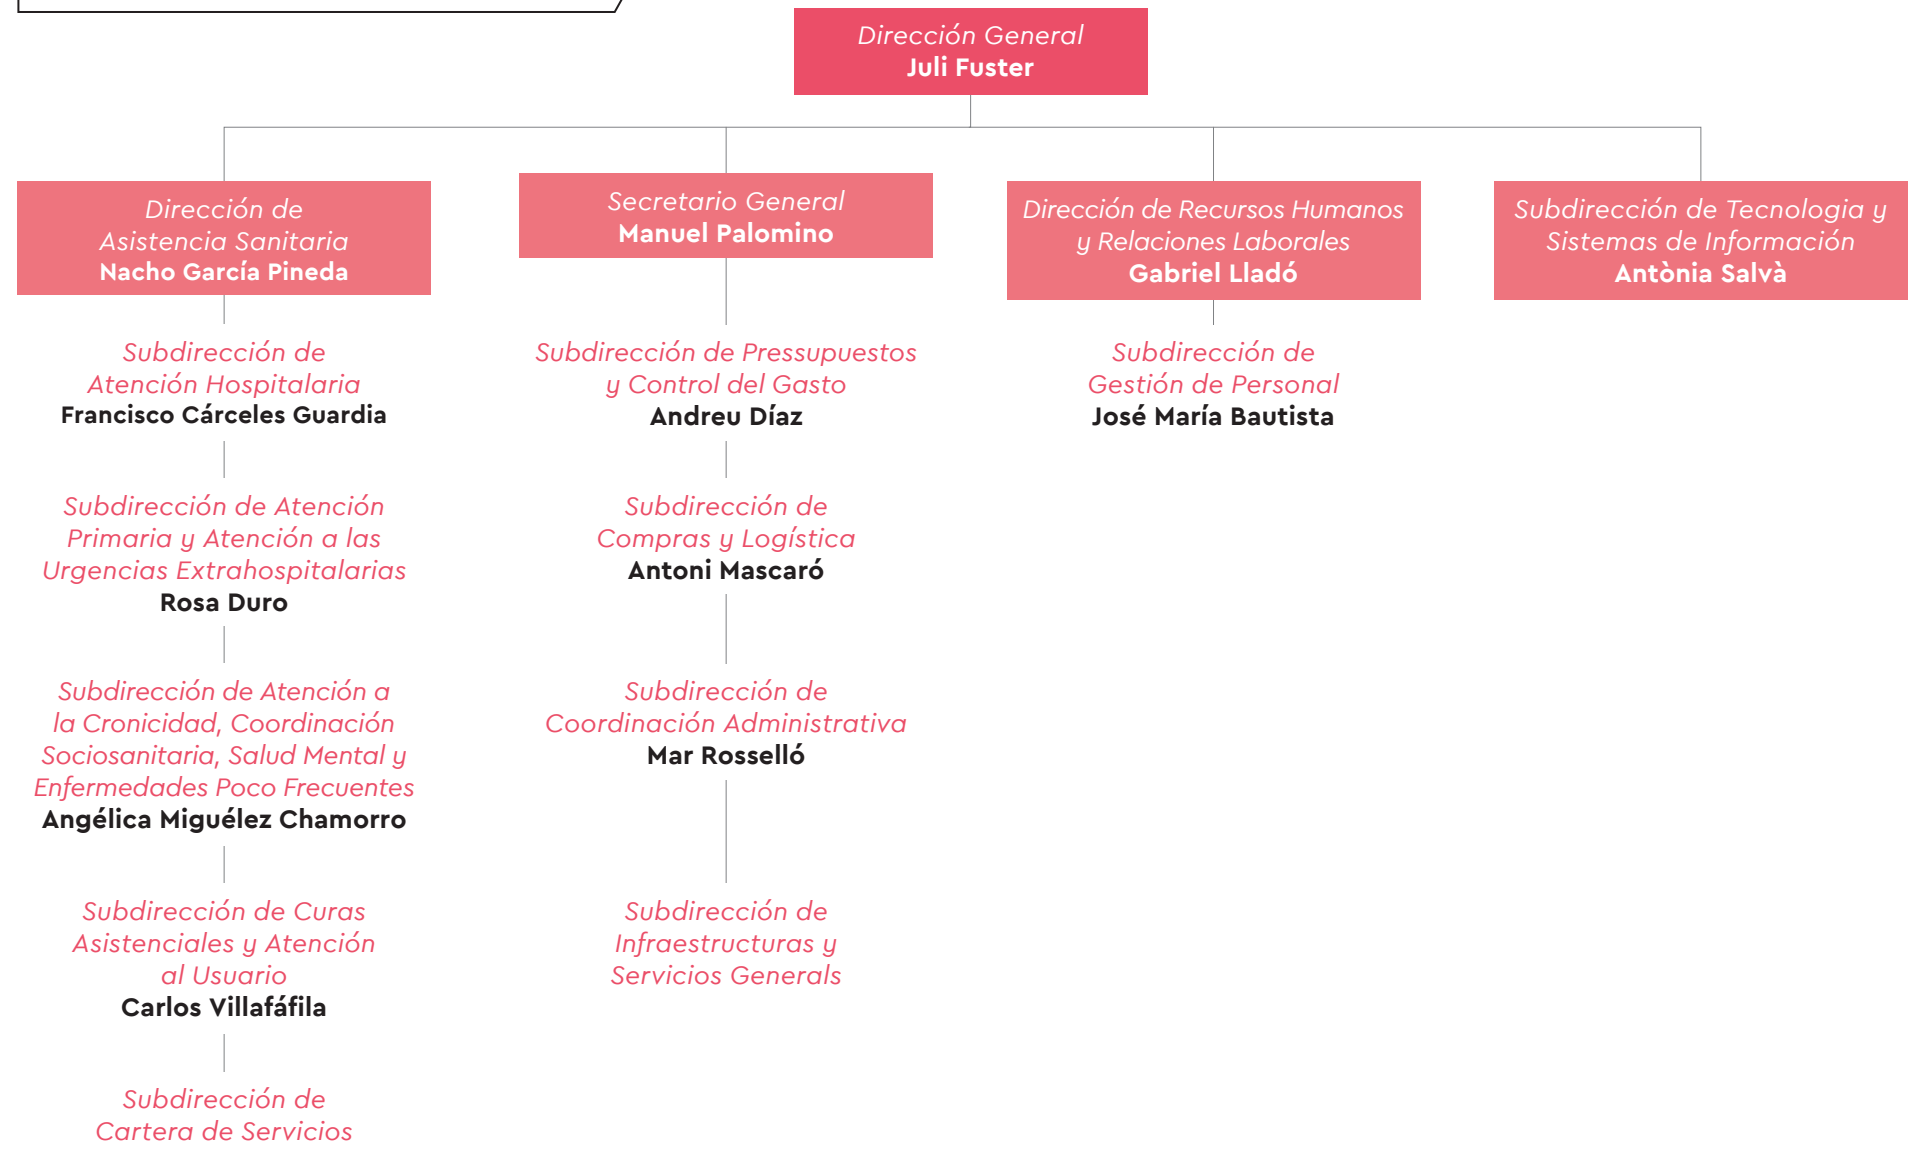 Dirección General
Juli Fuster
Dirección de
Asistencia Sanitaria
Nacho García Pineda
Subdirección de
Atención Hospitalaria
Francisco Cárceles Guardia
Subdirección de Atención
Primaria y Atención a las
Urgencias Extrahospitalarias
Rosa Duro
Subdirección de Atención a
la Cronicidad, Coordinación
Sociosanitaria, Salud Mental y
Enfermedades Poco Frecuentes
Angélica Miguélez Chamorro
Subdirección de Curas
Asistenciales y Atención
al Usuario
Carlos Villafáfila
Subdirección de
Cartera de Servicios
Secretario General
Manuel Palomino
Subdirección de Pressupuestos
y Control del Gasto
Andreu Díaz
Subdirección de
Compras y Logística
Antoni Mascaró
Subdirección de
Coordinación Administrativa
Mar Rosselló
Subdirección de
Infraestructuras y
Servicios Generals
Dirección de Recursos Humanos
y Relaciones Laborales
Gabriel Lladó
Subdirección de
Gestión de Personal
José María Bautista
Subdirección de Tecnologia y
Sistemas de Información
Antònia Salvà